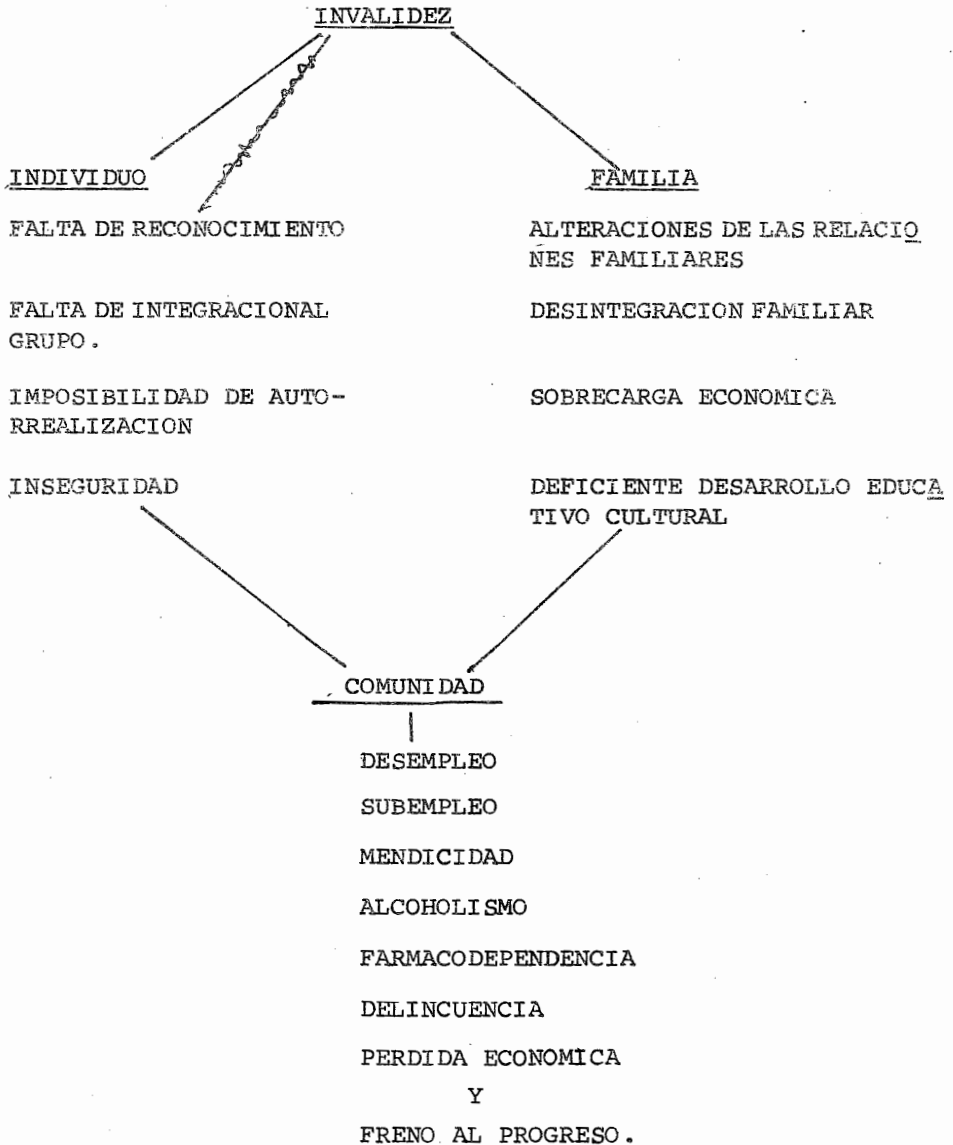 INVALIDEZ
INDIVIDUO
FALTA DE RECONOCIMIENTO
FALTA DE INTEGRACIONAL
GRUPO.
IMPOSIBILIDAD DE AUTO-
RREALIZACION
INSEGURIDAD
FAMILIA
ALTERACIONES DE LAS RELACIO
NES FAMILIARES
DESINTEGRACION FAMILIAR
SOBRECARGA ECONOMICA
DEFICIENTE DESARROLLO EDUCA
TIVO CULTURAL
COMUNIDAD
DESEMPLEO
SUBEMPLEO
MENDICIDAD
ALCOHOLISMO
FARMACODEPENDENCIA
DELINCUENCIA
PERDIDA ECONOMICA
Y
FRENO AL PROGRESO.